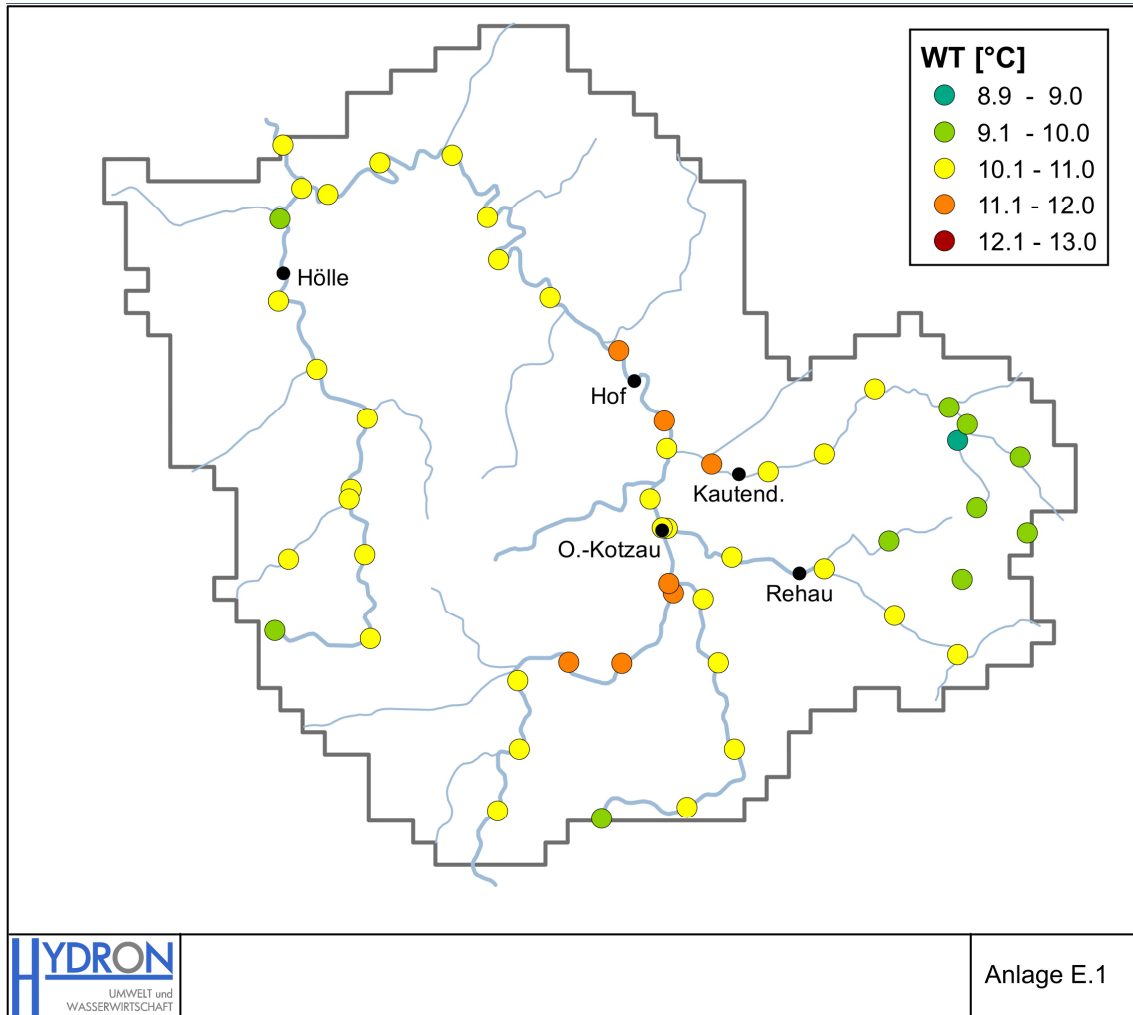 WT [°C]
8.9 - 9.0
9.1 - 10.0
10.1 - 11.0
11.1 - 12.0
12.1 - 13.0
Hölle
Hof
Kautend.
O.-Kotzau
Rehau
HYDRON
UMWELT und
WASSERWIRTSCHAFT
Anlage E.1